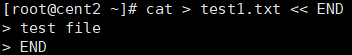 [root@cent2 ~]# cat > test1.txt << END
> test file
> END